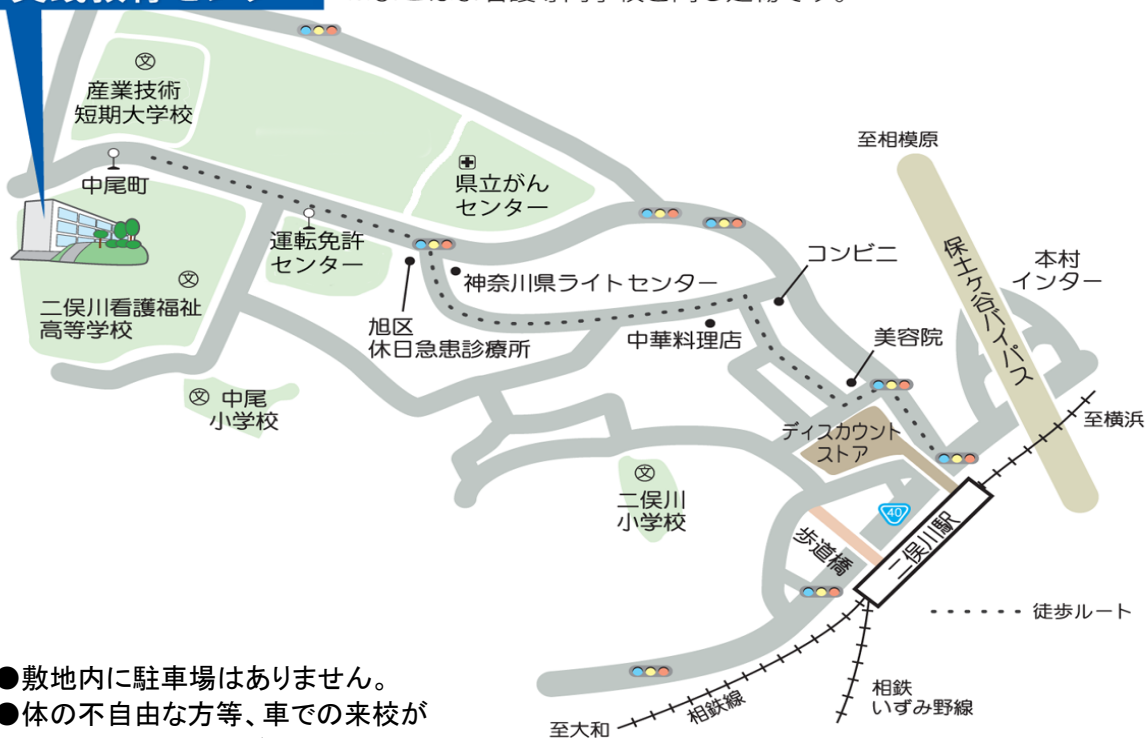 産業技術
短期大学校
中尾町
県立がん
センター
至相模原
運転免許
センター
神奈川県ライトセンター
コンビニ
保土ヶ谷バイパス
本村
インター
二俣川看護福祉
高等学校
旭区
休日急患診療所
中華料理店
美容院
中尾
小学校
ディスカウント
ストア
至横浜
二俣川
小学校
40
歩道橋
二俣川駅
徒歩ルート
●敷地内に駐車場はありません。
●体の不自由な方等、車での来校が
相鉄線
相鉄
いずみ野線
至大和